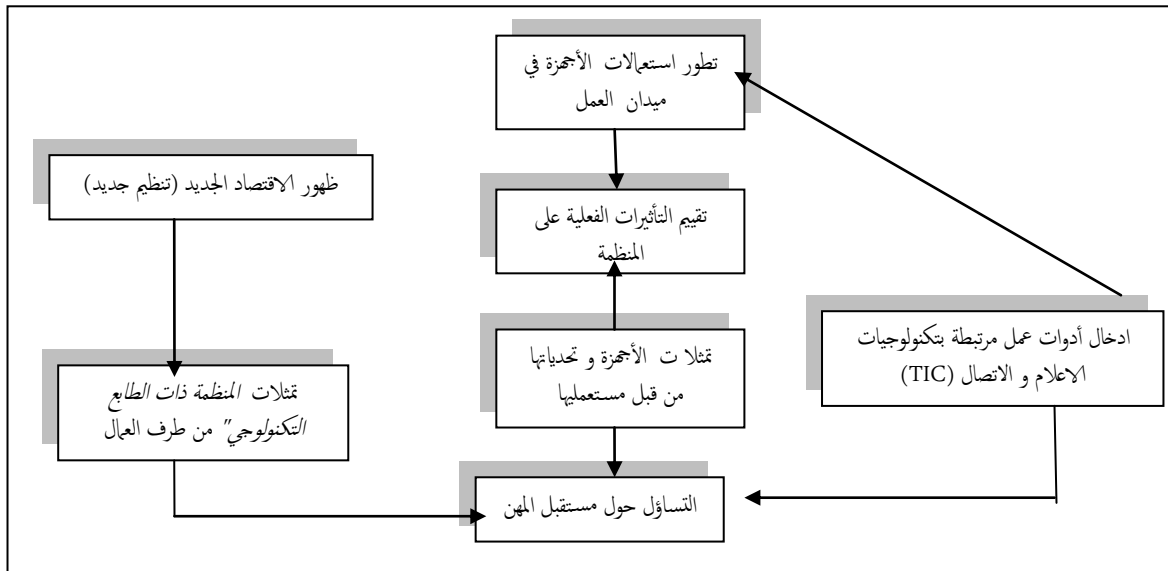 تطور استعمالات الأجهزة في
ميدان العمل
ظهور الاقتصاد الجديد (تنظيم جديد)
تقييم التأثيرات الفعلية على
المنظمة
ادخال أدوات عمل مرتبطة بتكنولوجيات
الاعلام و الاتصال (TIC)
تمثلا ت الأجهزة و تحدياتها
من قبل مستعمليها
تمثلات المنظمة ذات الطابع
التكنولوجي" من طرف العمال
التساؤل حول مستقبل المهن